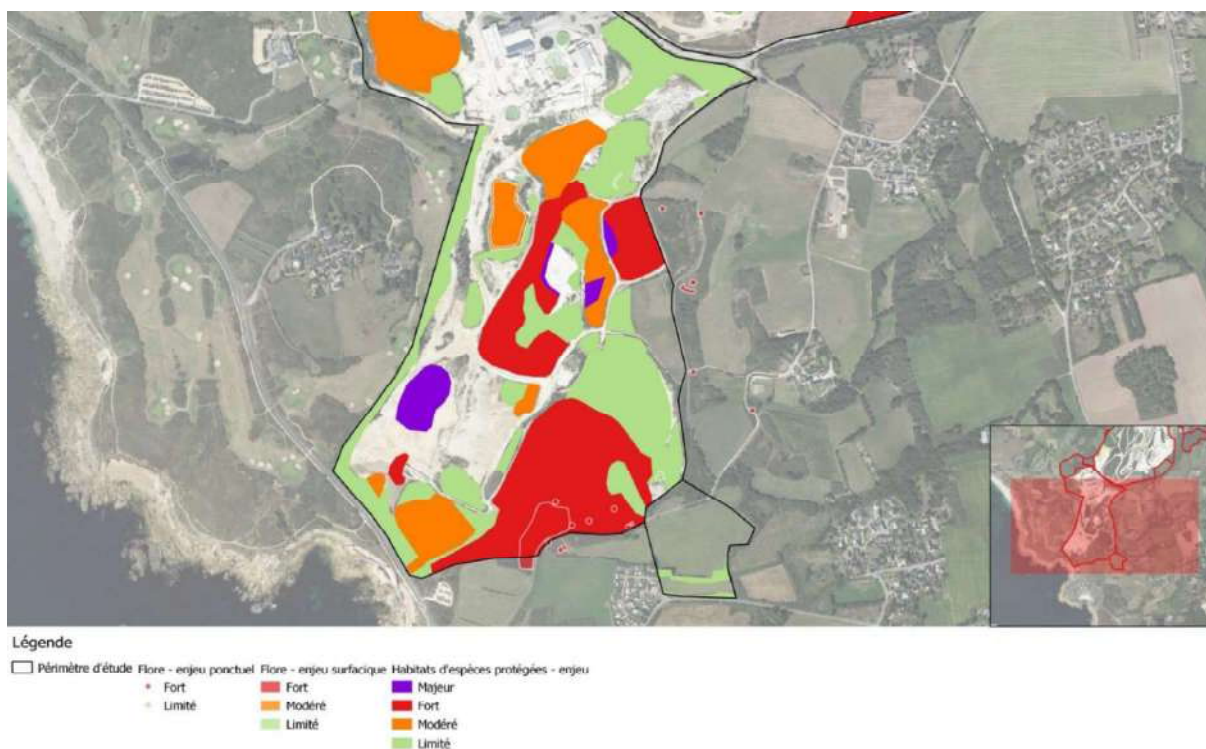 Légende
Périmètre d'étude Flore - enjeu ponctuel Flore - enjeu surfacique Habitats d'espèces protégées - enjeu
Fort Fort Majeur
Limité Modéré Fort
Limité Modéré
Limité